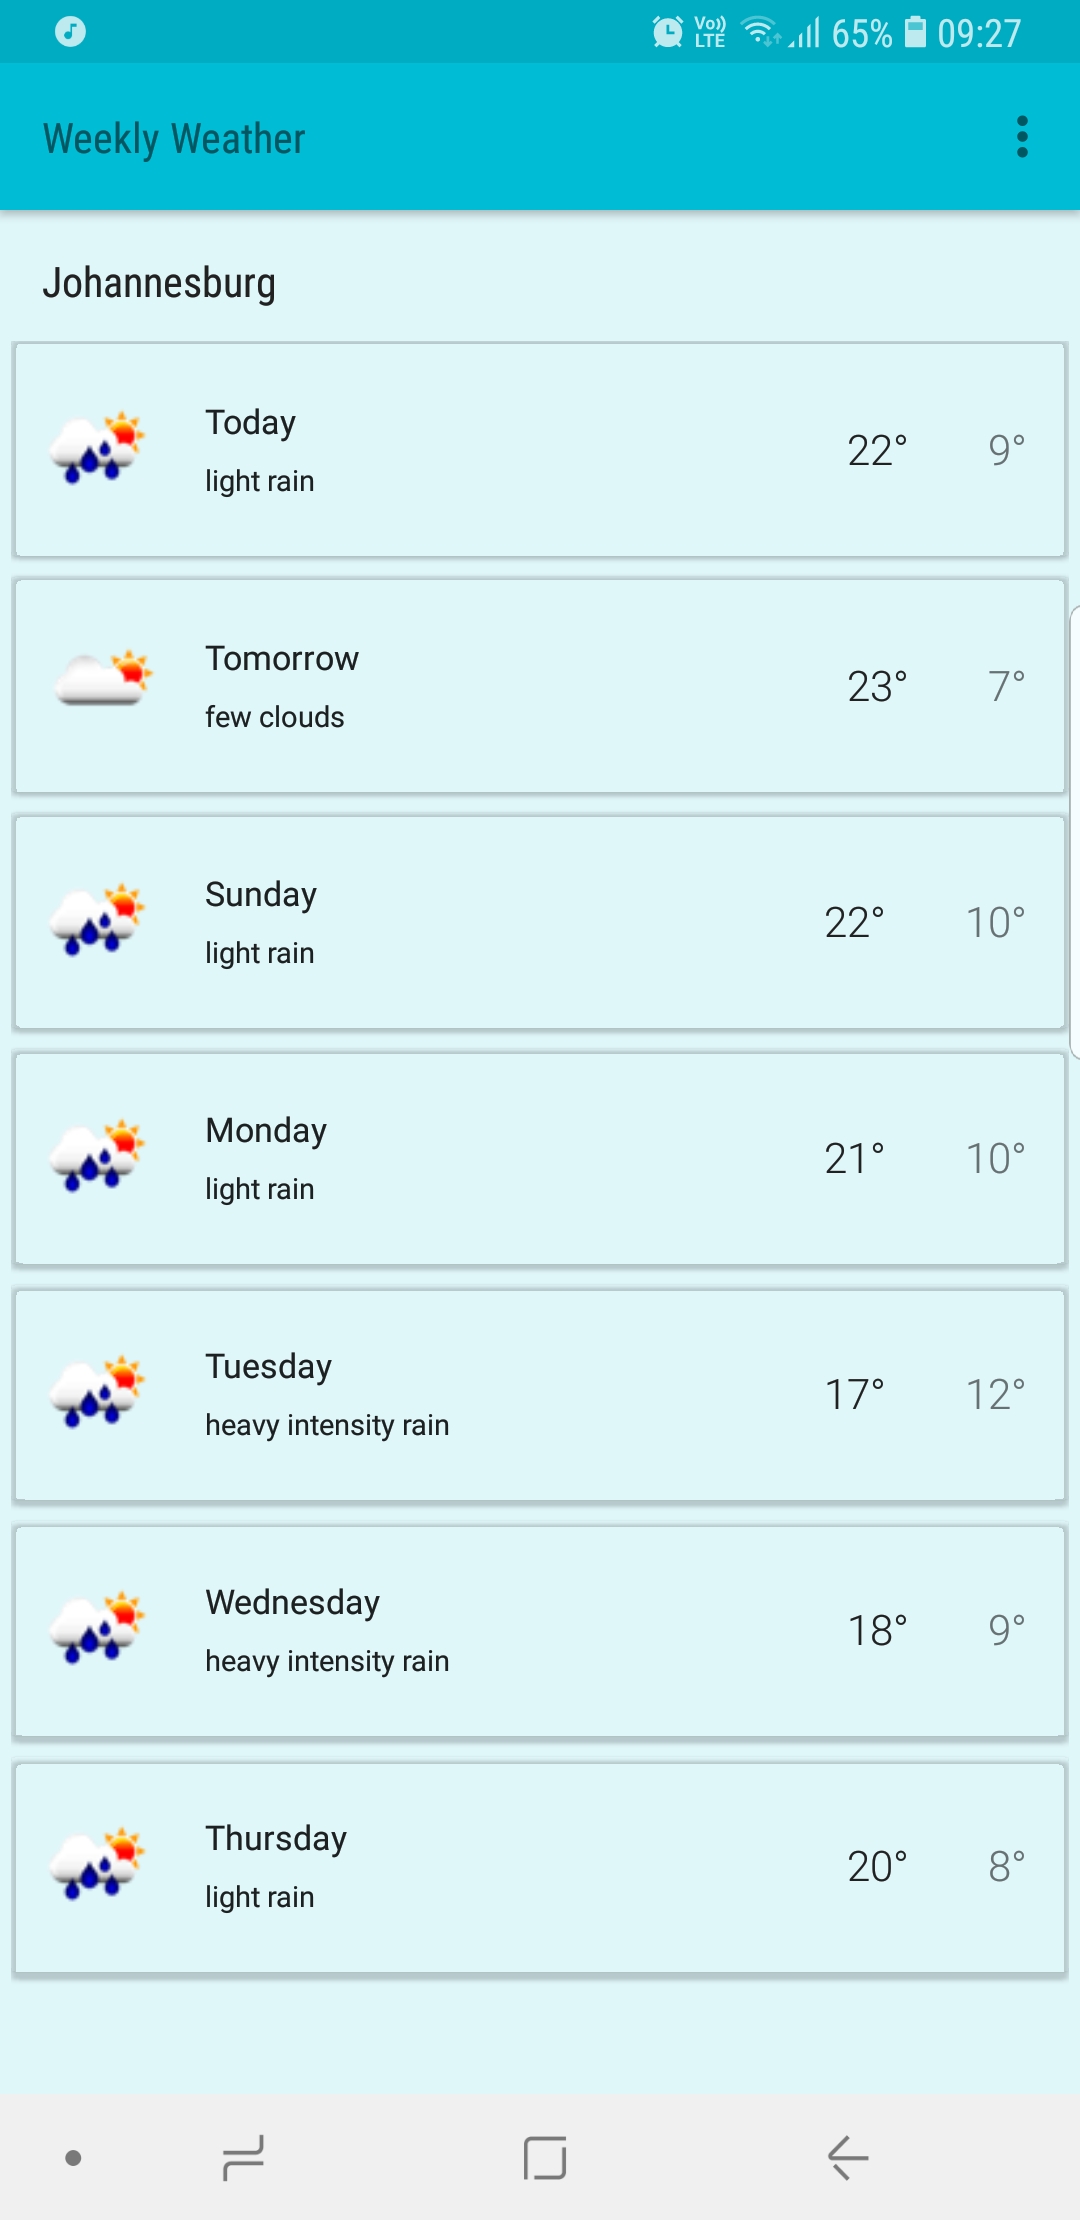 Vo)) LTE 65% 09:27
Weekly Weather
Johannesburg
Today
light rain
22° 9°
Tomorrow
few clouds
23° 7°
Sunday
light rain
22° 10°
Monday
light rain
21° 10°
Tuesday
heavy intensity rain
17° 12°
Wednesday
heavy intensity rain
18° 9°
Thursday
light rain
20° 8°